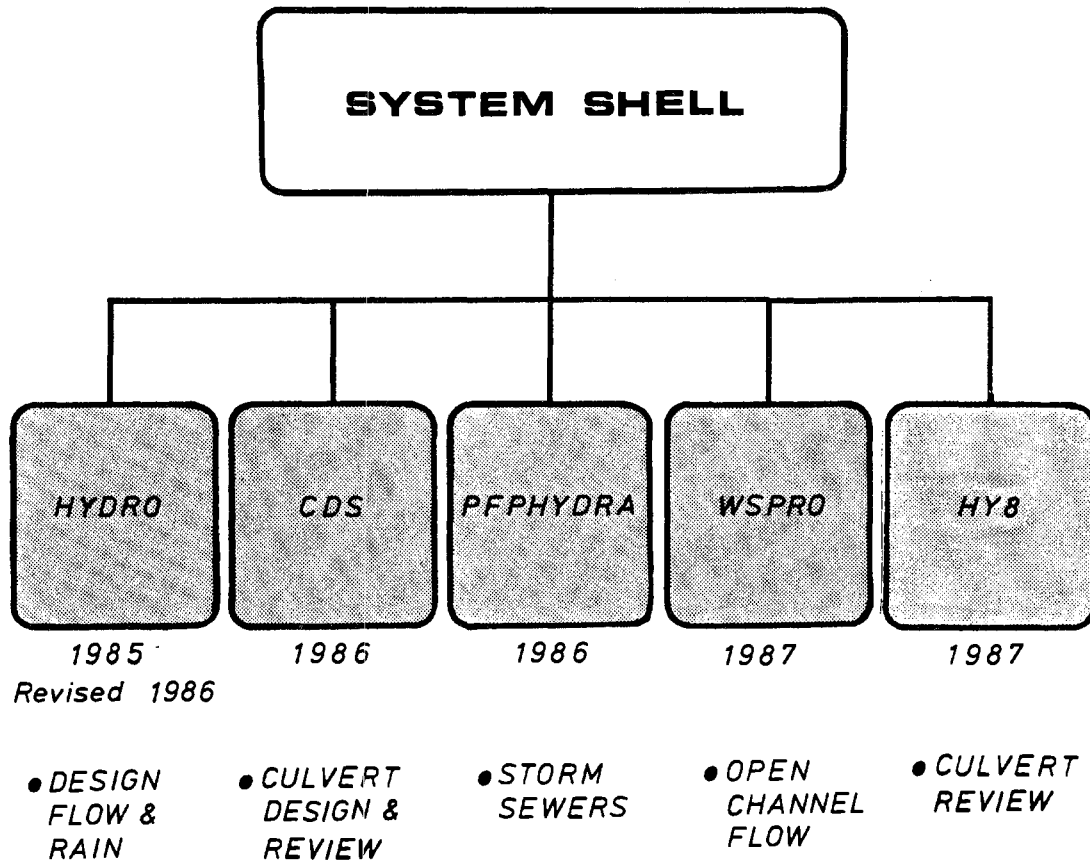 SYSTEM SHELL
HYDRO
CDS
PFPHYDRA
WSPRO
HY8
1985
Revised 1986
1986
1986
1987
1987
• DESIGN
FLOW &
RAIN
• CULVERT
DESIGN &
REVIEW
• STORM
SEWERS
• OPEN
CHANNEL
FLOW
• CULVERT
REVIEW